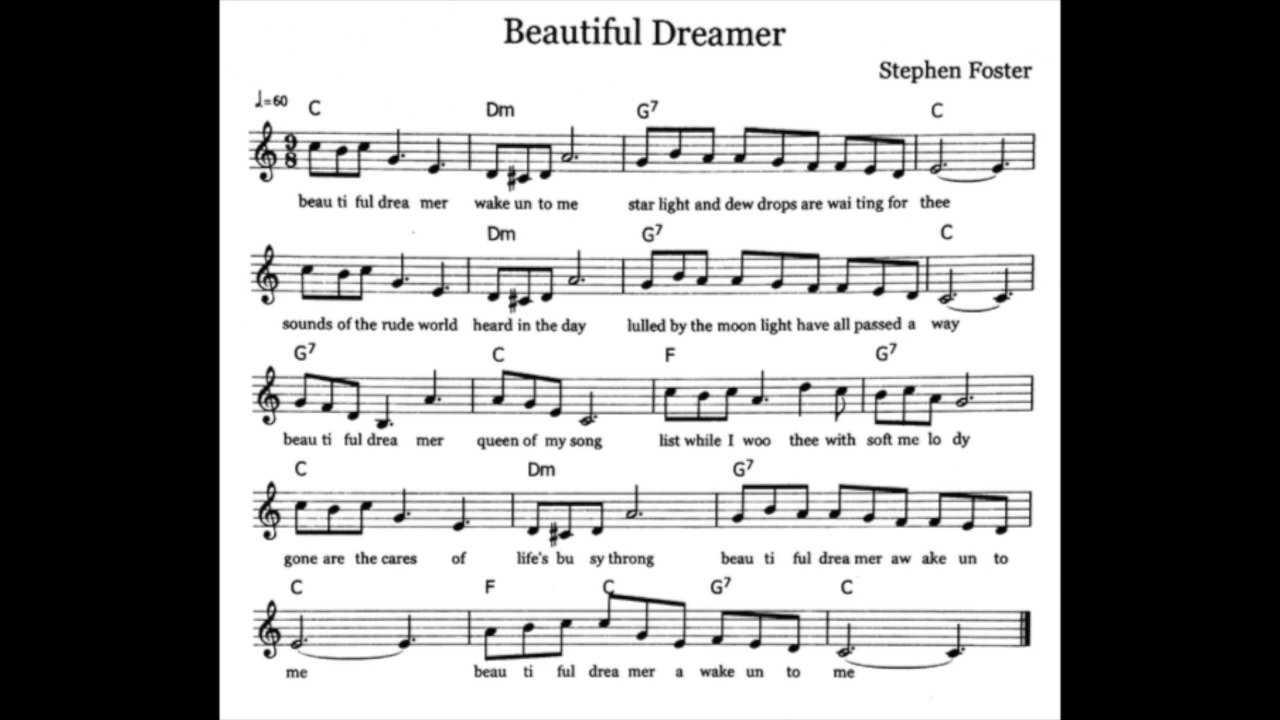 Beautiful Dreamer
Stephen Foster
♩=60
C Dm G7 C
9
8
beau ti ful drea mer wake un to me star light and dew drops are wai ting for thee
Dm G7 C
sounds of the rude world heard in the day lulled by the moon light have all passed a way
G7 C F G7
beau ti ful drea mer queen of my song list while I woo thee with soft me lo dy
C Dm G7
gone are the cares of life's bu sy throng beau ti ful drea mer aw ake un to
C F C G7 C
me beau ti ful drea mer a wake un to me